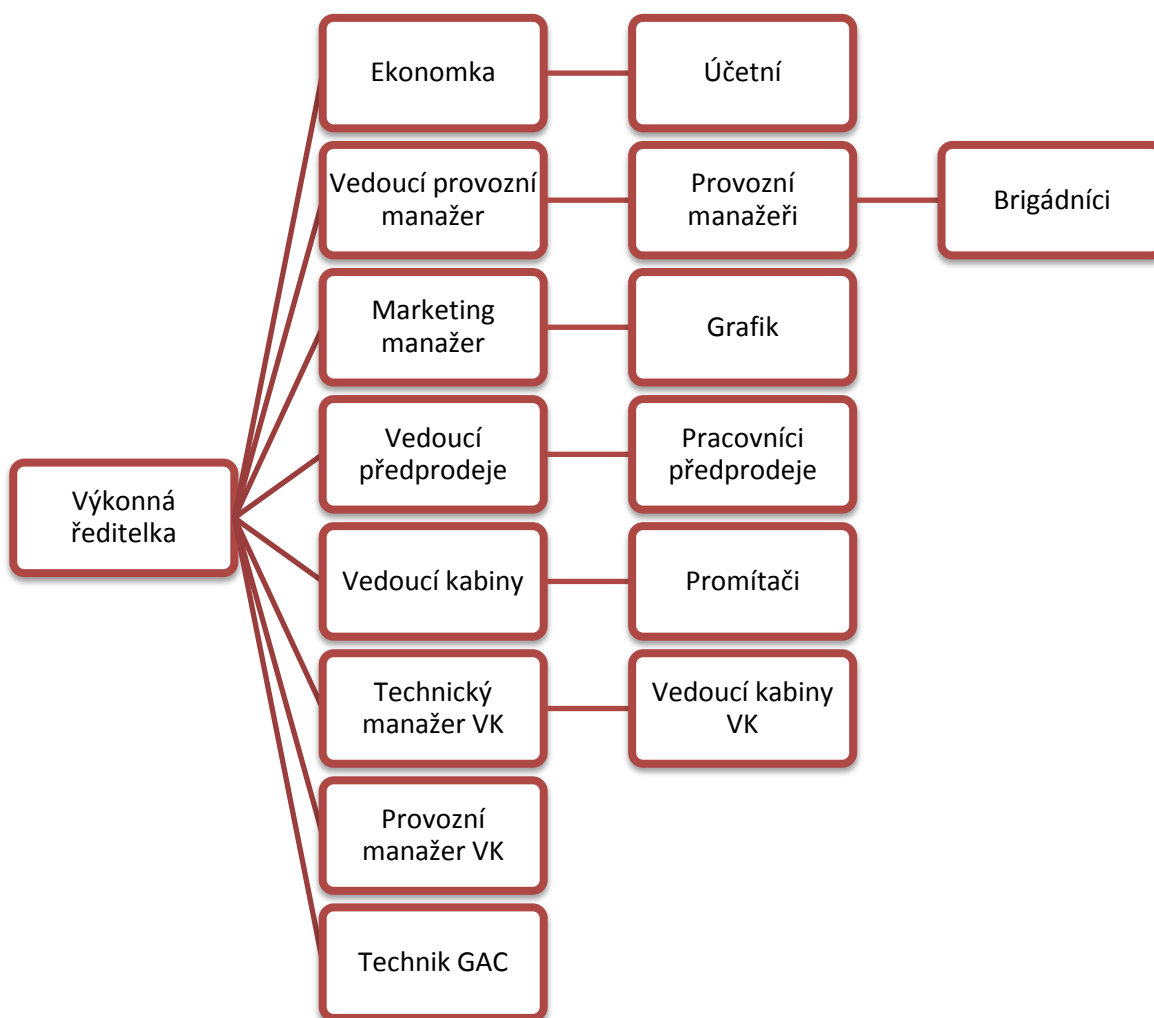 Ekonomka
Účetní
Vedoucí provozní
manažer
Provozní
manažeři
Brigádníci
Marketing
manažer
Grafik
Vedoucí
předprodeje
Pracovníci
předprodeje
Výkonná
ředitelka
Vedoucí kabiny
Promítači
Technický
manažer VK
Vedoucí kabiny
VK
Provozní
manažer VK
Technik GAC